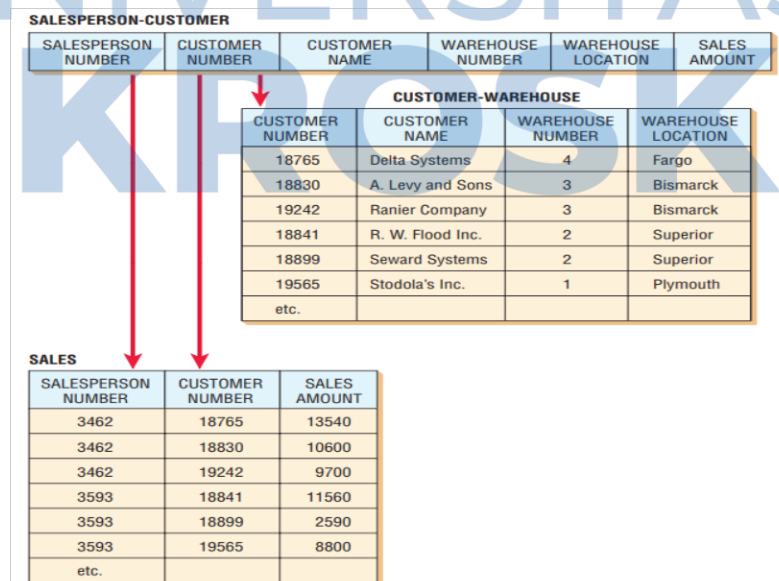 SALESPERSON-CUSTOMER
SALESPERSON NUMBER CUSTOMER NUMBER CUSTOMER NAME WAREHOUSE NUMBER WAREHOUSE LOCATION SALES AMOUNT
CUSTOMER-WAREHOUSE
CUSTOMER NUMBER CUSTOMER NAME WAREHOUSE NUMBER WAREHOUSE LOCATION
18765 Delta Systems 4 Fargo
18830 A. Levy and Sons 3 Bismarck
19242 Ranier Company 3 Bismarck
18841 R. W. Flood Inc. 2 Superior
18899 Seward Systems 2 Superior
19565 Stodola's Inc. 1 Plymouth
etc.
SALES
SALESPERSON NUMBER CUSTOMER NUMBER SALES AMOUNT
3462 18765 13540
3462 18830 10600
3462 19242 9700
3593 18841 11560
3593 18899 2590
3593 19565 8800
etc.